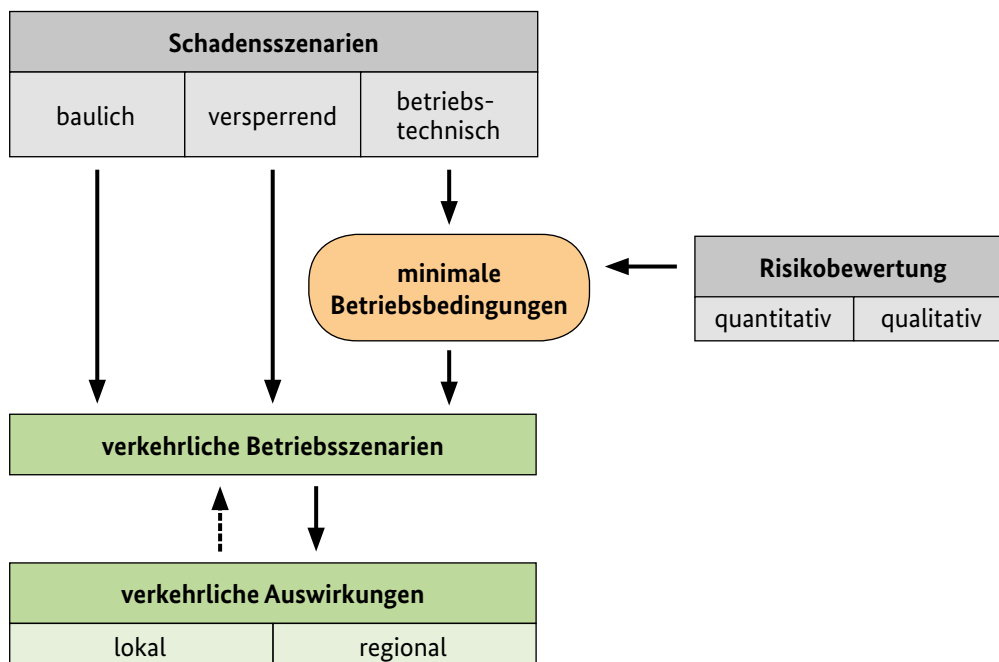 Schadensszenarien
baulich
versperrend
betriebs-
technisch
minimale
Betriebsbedingungen
Risikobewertung
quantitativ
qualitativ
verkehrliche Betriebsszenarien
verkehrliche Auswirkungen
lokal
regional